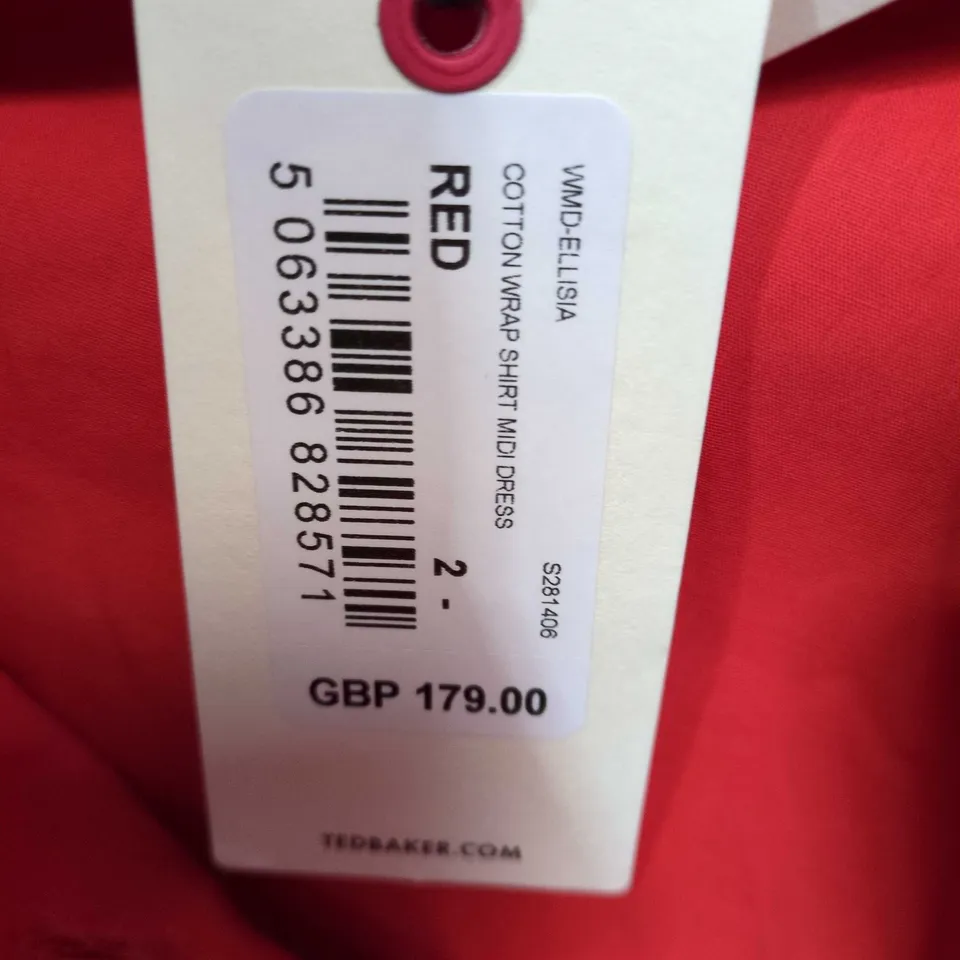 WMD-ELLISIA
S281406
COTTON WRAP SHIRT MIDI DRESS
RED 2 -
5 063386 828571
GBP 179.00
TEDBAKER.COM